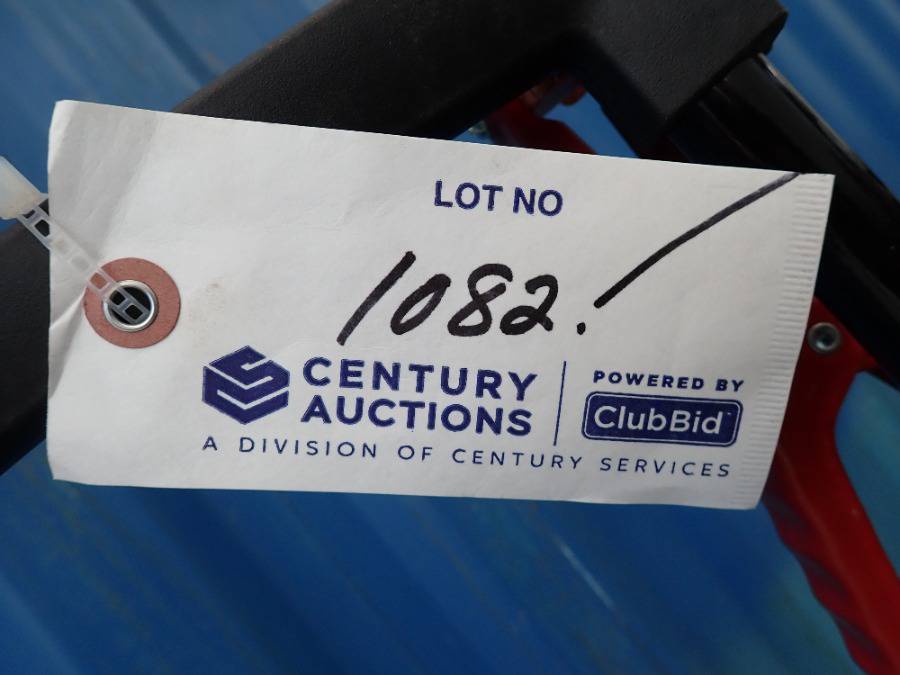 LOT NO
1082.
CENTURY
AUCTIONS
POWERED BY
ClubBid
A DIVISION OF CENTURY SERVICES